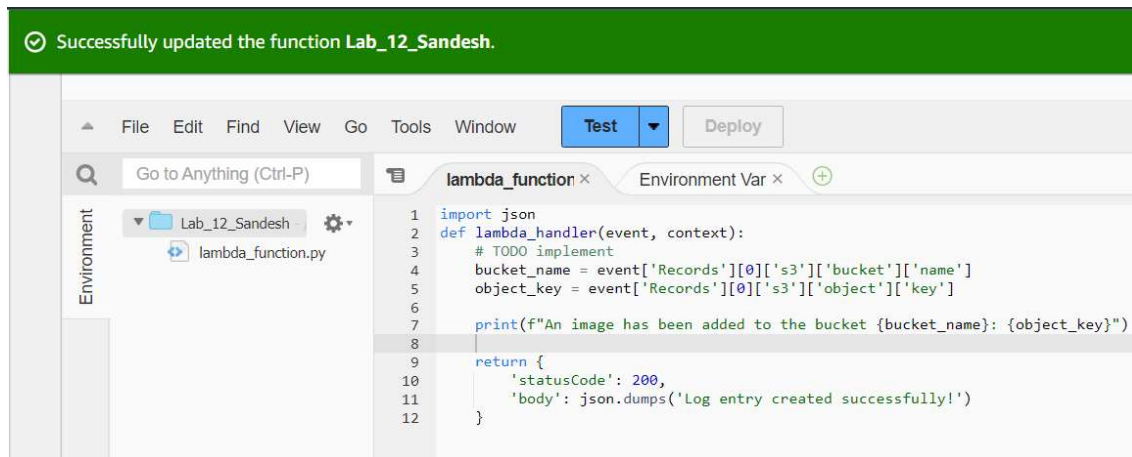 Successfully updated the function Lab_12_Sandesh.
File Edit Find View Go Tools Window Test Deploy
Go to Anything (Ctrl-P)
lambda_function × Environment Var ×
Environment
Lab_12_Sandesh
lambda_function.py
1 import json
2 def lambda_handler(event, context):
3     # TODO implement
4     bucket_name = event['Records'][0]['s3']['bucket']['name']
5     object_key = event['Records'][0]['s3']['object']['key']
6
7     print(f"An image has been added to the bucket {bucket_name}: {object_key}")
8
9     return {
10         'statusCode': 200,
11         'body': json.dumps('Log entry created successfully!')
12     }